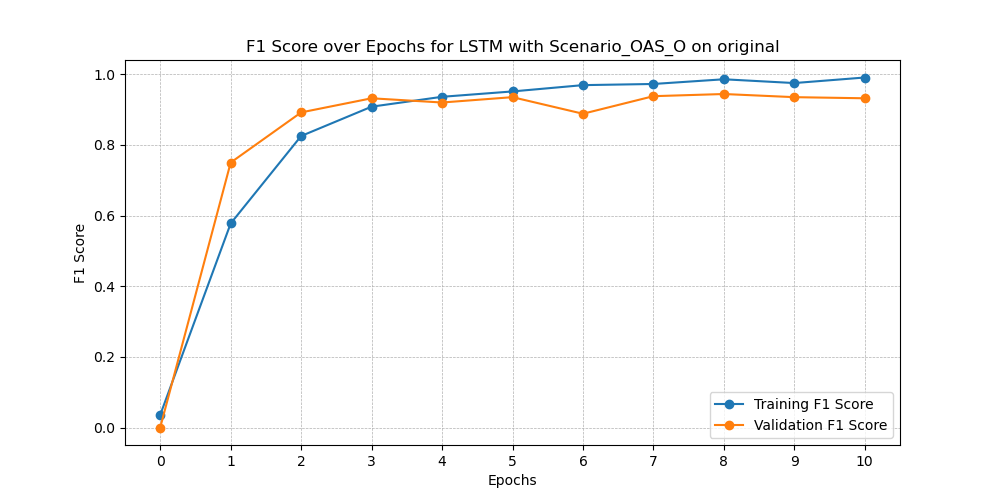 F1 Score over Epochs for LSTM with Scenario_OAS_O on original
F1 Score
1.0
0.8
0.6
0.4
0.2
0.0
Training F1 Score
Validation F1 Score
0 1 2 3 4 5 6 7 8 9 10
Epochs